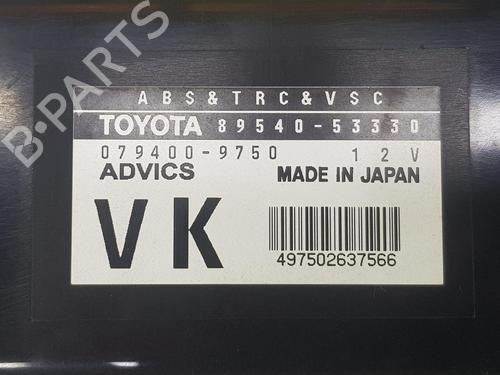 ABS&TRC&VSC
TOYOTA 89540-53330
079400-9750 12V
ADVICS MADE IN JAPAN
VK
497502637566
B-PARTS